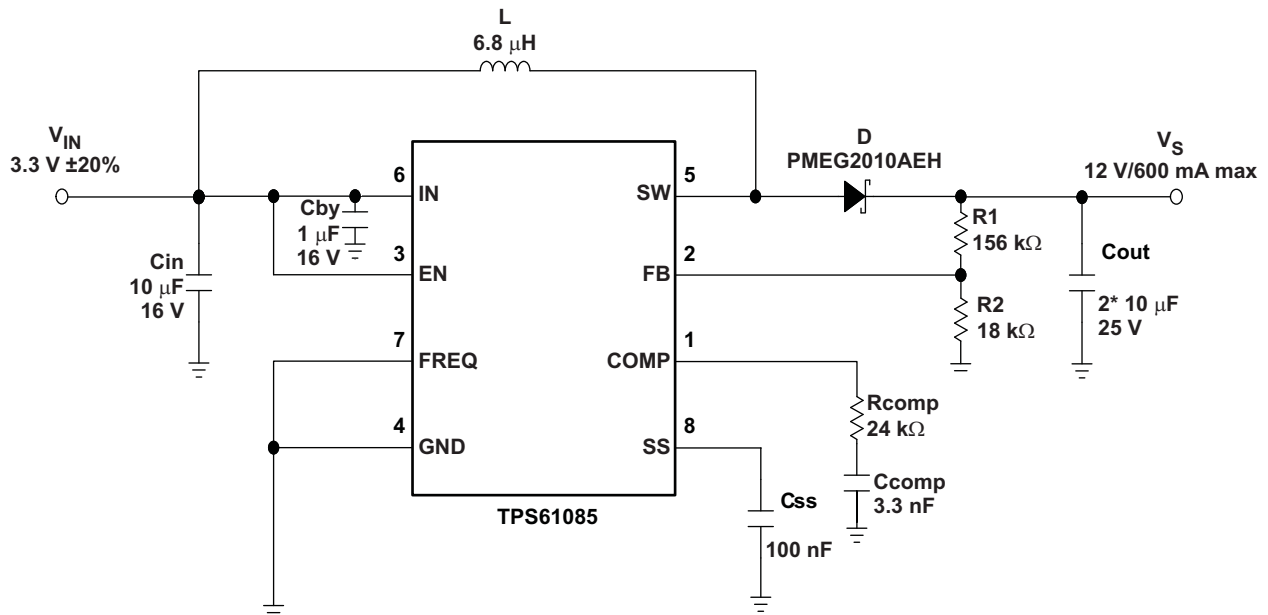 L
6.8 μH
V_IN
3.3 V ±20%
D
PMEG2010AEH
V_S
12 V/600 mA max
6
IN
SW
5
Cby
1 μF
16 V
R1
156 kΩ
Cin
10 μF
16 V
3
EN
FB
2
Cout
2* 10 μF
25 V
R2
18 kΩ
7
FREQ
COMP
1
Rcomp
24 kΩ
4
GND
SS
8
Ccomp
3.3 nF
Css
100 nF
TPS61085